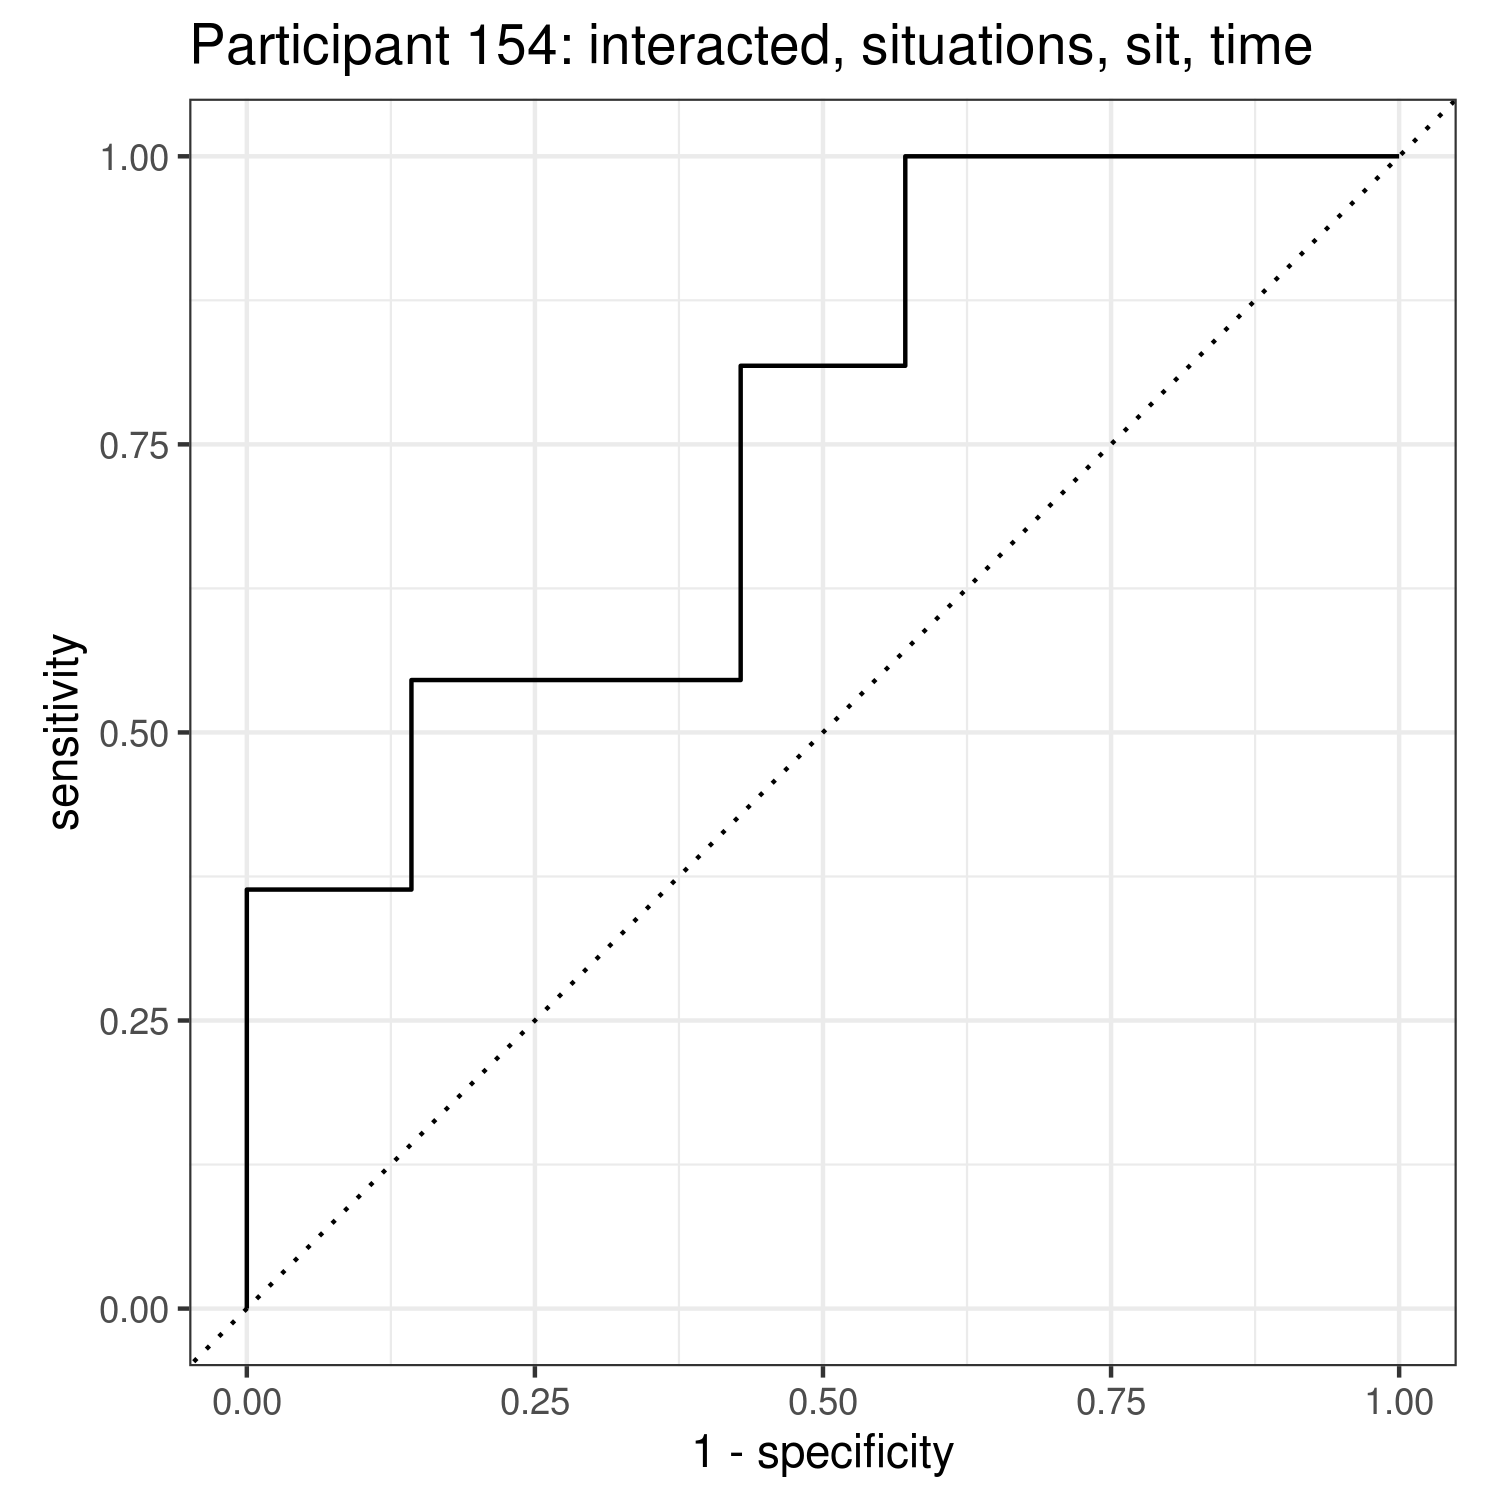 Participant 154: interacted, situations, sit, time
1.00
0.75
0.50
0.25
0.00
sensitivity
0.00 0.25 0.50 0.75 1.00
1 - specificity